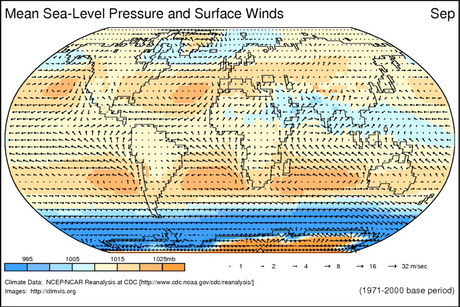 Mean Sea-Level Pressure and Surface Winds Sep
995 1005 1015 1025mb
1 2 4 8 16 32 m/sec
Climate Data: NCEP/NCAR Reanalysis at CDC [http://www.cdc.noaa.gov/cdc/reanalysis/]
Images: http://climvis.org
(1971-2000 base period)